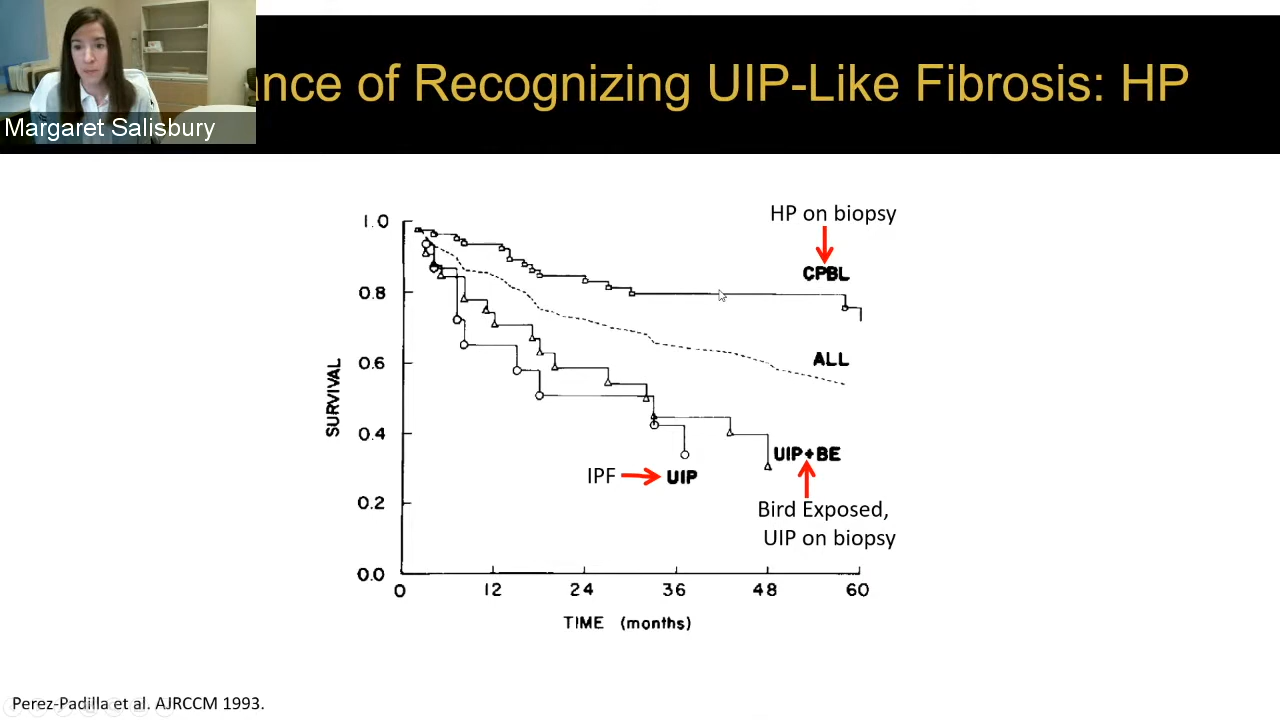 ance of Recognizing UIP-Like Fibrosis: HP
Margaret Salisbury
HP on biopsy
CPBL
ALL
UIP+BE
IPF
UIP
Bird Exposed,
UIP on biopsy
SURVIVAL
1.0
0.8
0.6
0.4
0.2
0.0
0
12
24
36
48
60
TIME (months)
Perez-Padilla et al. AJRCCM 1993.